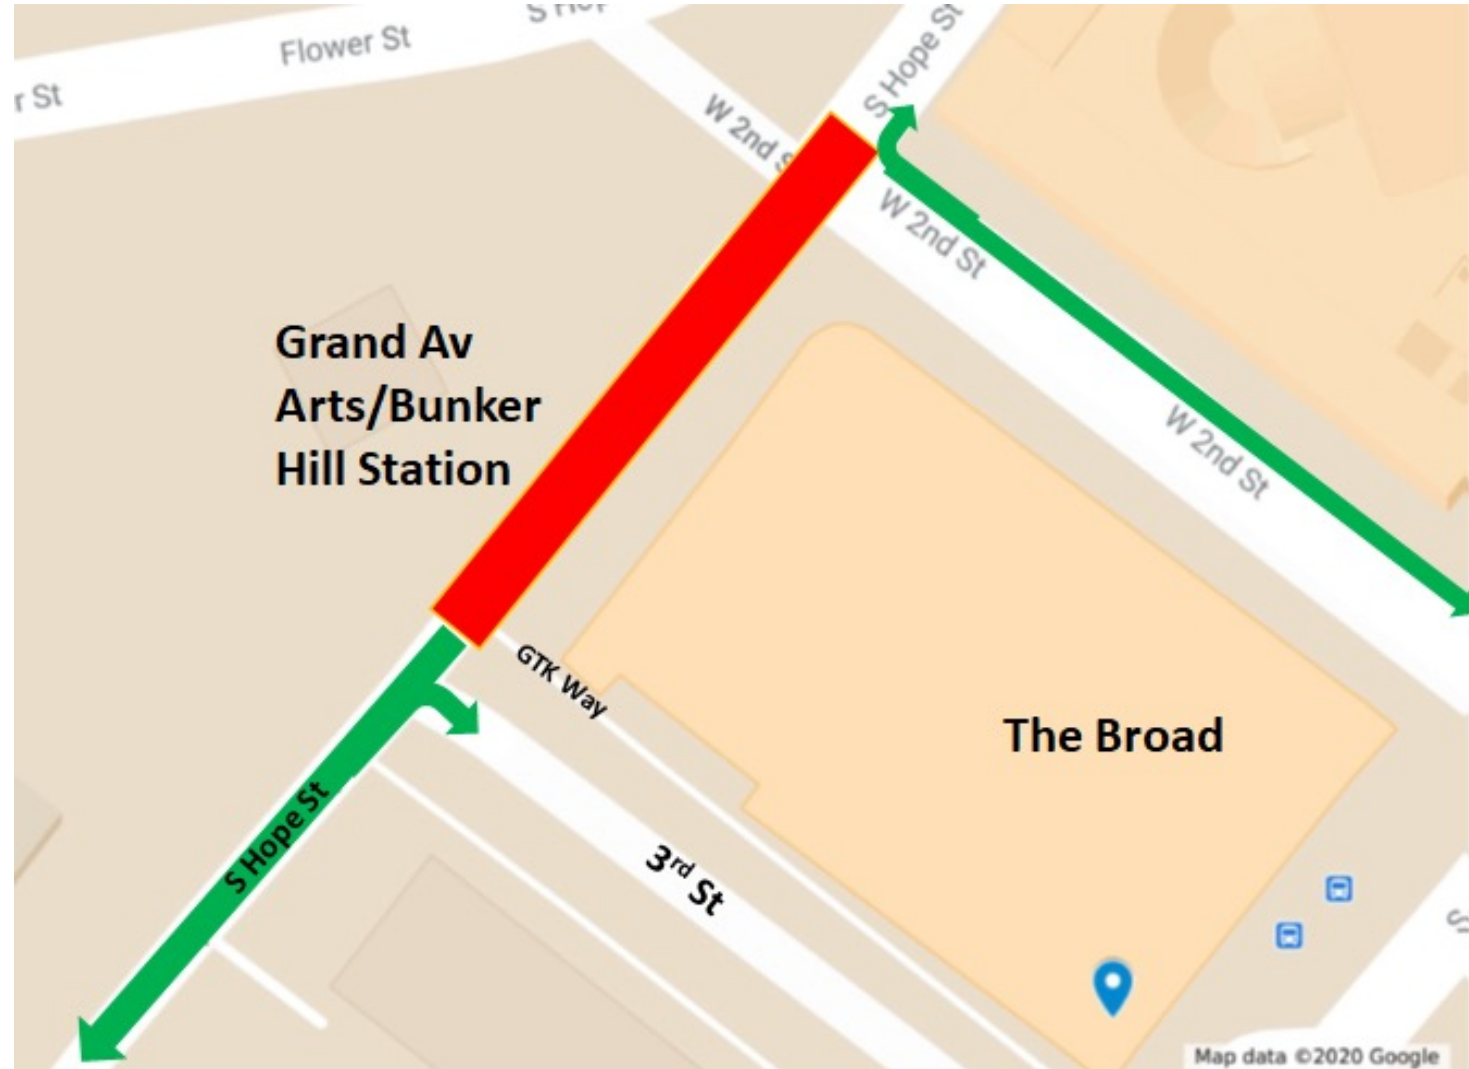 S Hop
Flower St
S Hope St
r St
W 2nd S
W 2nd St
Grand Av
Arts/Bunker
Hill Station
W 2nd St
GTK Way
The Broad
S Hope St
3rd St
S
Map data ©2020 Google